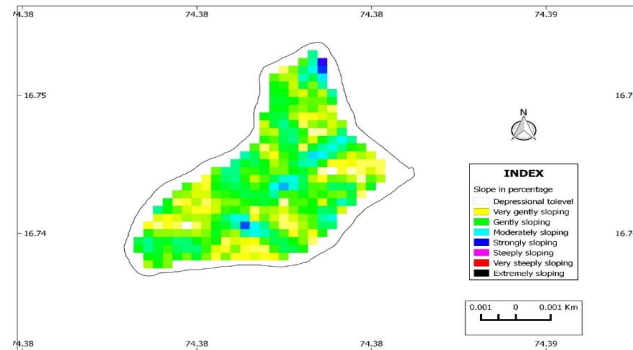 74.38 74.38 74.38 74.39
16.75 16.75
N
INDEX
Slope in percentage
Depressional tolevel
Very gently sloping
Gently sloping
Moderately sloping
Strongly sloping
Steeply sloping
Very steeply sloping
Extremely sloping
16.74 16.74
0.001 0 0.001 Km
74.38 74.38 74.38 74.39